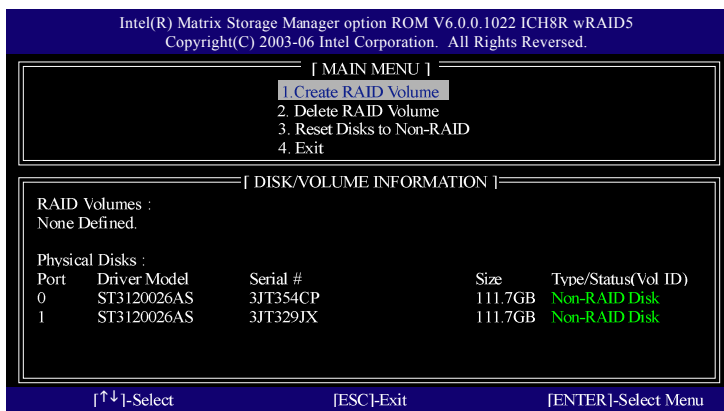 Intel(R) Matrix Storage Manager option ROM V6.0.0.1022 ICH8R wRAID5
Copyright(C) 2003-06 Intel Corporation. All Rights Reversed.
[ MAIN MENU ]
1.Create RAID Volume
2. Delete RAID Volume
3. Reset Disks to Non-RAID
4. Exit
[ DISK/VOLUME INFORMATION ]
RAID Volumes :
None Defined.
Physical Disks :
Port Driver Model Serial # Size Type/Status(Vol ID)
0 ST3120026AS 3JT354CP 111.7GB Non-RAID Disk
1 ST3120026AS 3JT329JX 111.7GB Non-RAID Disk
[↑↓]-Select [ESC]-Exit [ENTER]-Select Menu